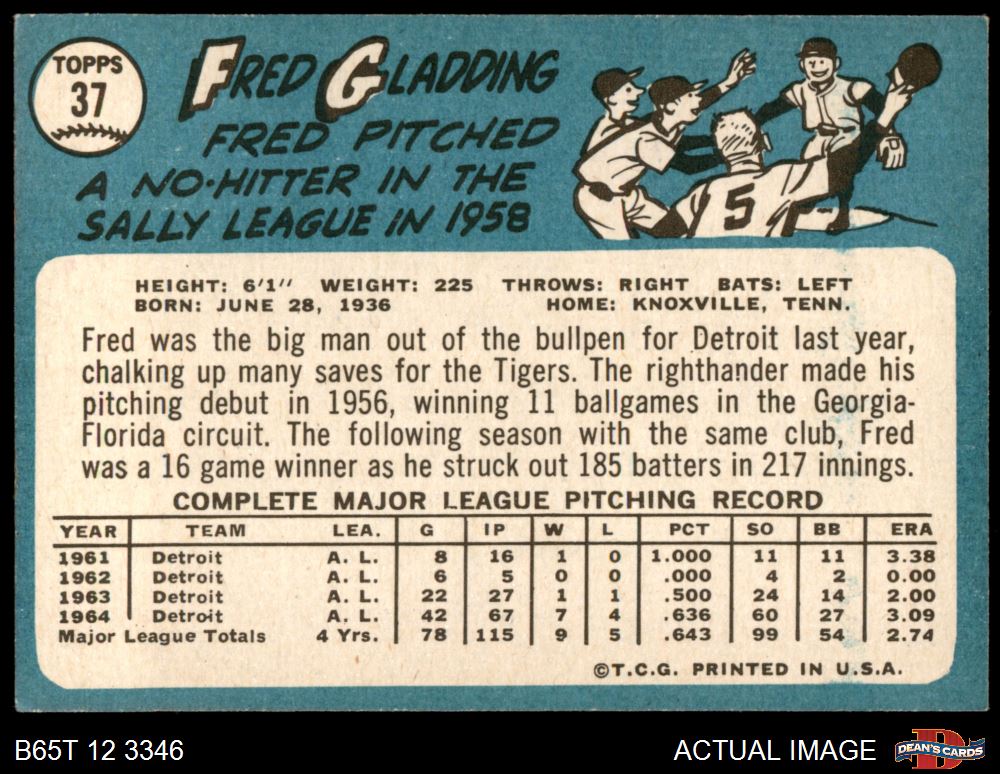 TOPPS
37
FRED GLADDING
FRED PITCHED
A NO-HITTER IN THE
SALLY LEAGUE IN 1958
5
HEIGHT: 6'1" WEIGHT: 225 THROWS: RIGHT BATS: LEFT
BORN: JUNE 28, 1936 HOME: KNOXVILLE, TENN.
Fred was the big man out of the bullpen for Detroit last year,
chalking up many saves for the Tigers. The righthander made his
pitching debut in 1956, winning 11 ballgames in the Georgia-
Florida circuit. The following season with the same club, Fred
was a 16 game winner as he struck out 185 batters in 217 innings.
COMPLETE MAJOR LEAGUE PITCHING RECORD
YEAR TEAM LEA. G IP W L PCT SO BB ERA
1961 Detroit A. L. 8 16 1 0 1.000 11 11 3.38
1962 Detroit A. L. 6 5 0 0 .000 4 2 0.00
1963 Detroit A. L. 22 27 1 1 .500 24 14 2.00
1964 Detroit A. L. 42 67 7 4 .636 60 27 3.09
Major League Totals 4 Yrs. 78 115 9 5 .643 99 54 2.74
©T.C.G. PRINTED IN U.S.A.
B65T 12 3346 ACTUAL IMAGE DEAN'S CARDS